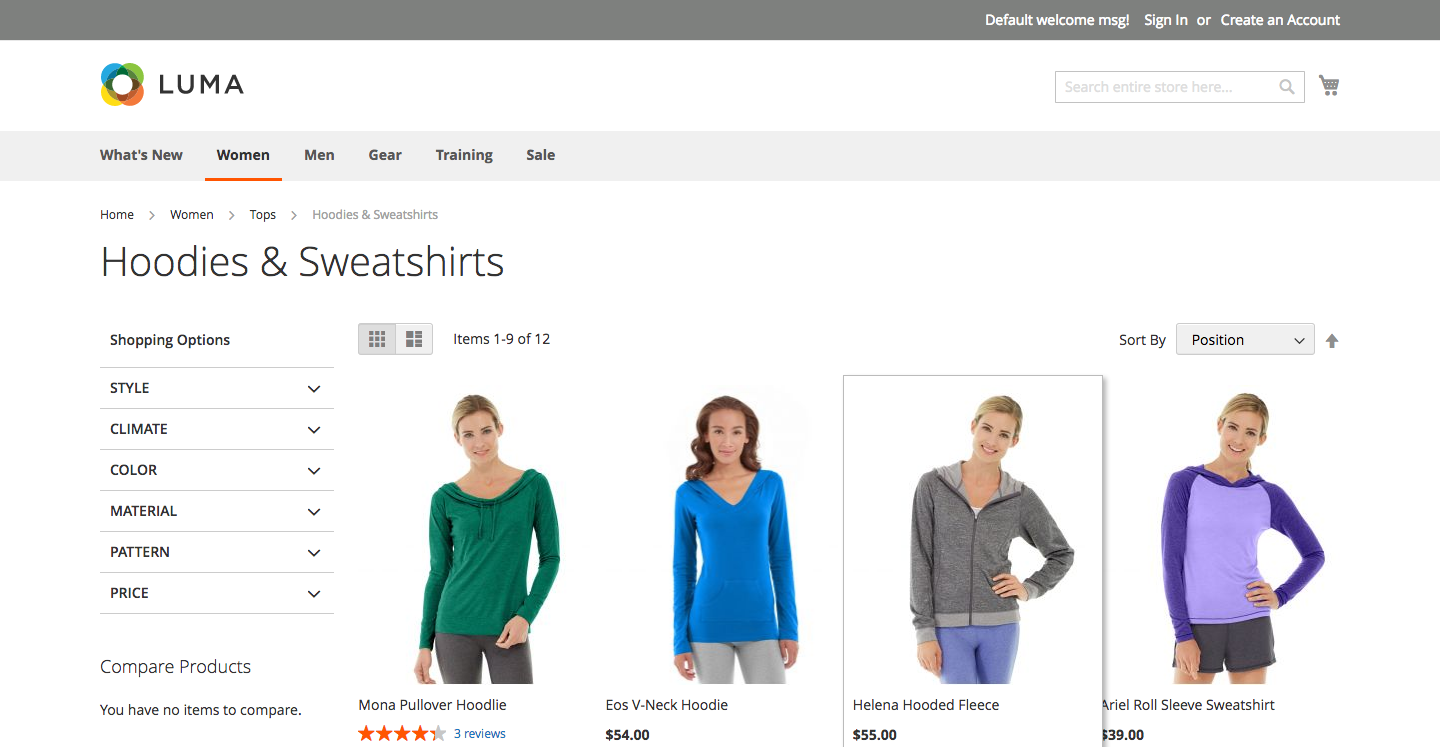 Default welcome msg! Sign In or Create an Account
LUMA
Search entire store here...
What's New Women Men Gear Training Sale
Home Women Tops Hoodies & Sweatshirts
Hoodies & Sweatshirts
Shopping Options
Items 1-9 of 12
Sort By Position
STYLE
CLIMATE
COLOR
MATERIAL
PATTERN
PRICE
Compare Products
You have no items to compare.
Mona Pullover Hoodlie
3 reviews
Eos V-Neck Hoodie
$54.00
Helena Hooded Fleece
$55.00
Ariel Roll Sleeve Sweatshirt
$39.00